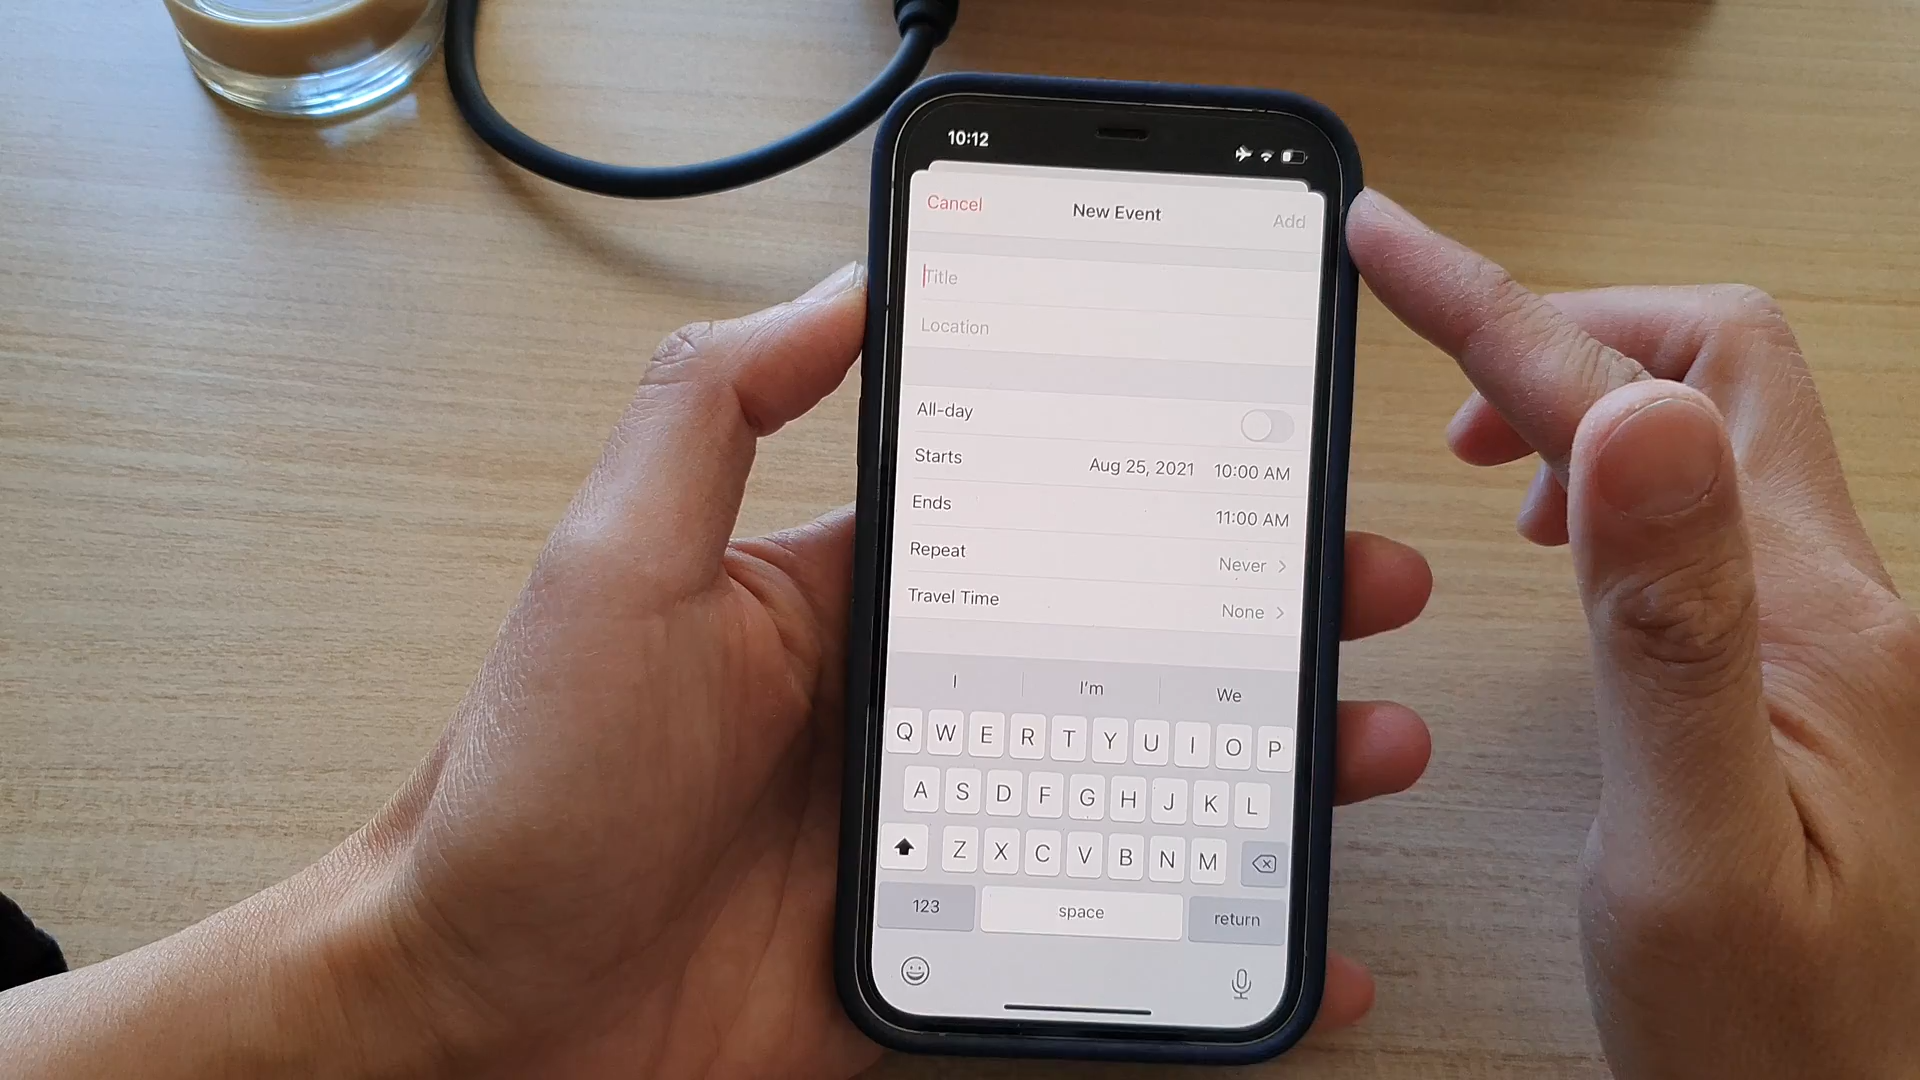 10:12
Cancel New Event Add
Title
Location
All-day
Starts Aug 25, 2021 10:00 AM
Ends 11:00 AM
Repeat Never
Travel Time None
I I'm We
Q W E R T Y U I O P
A S D F G H J K L
Z X C V B N M
123 space return